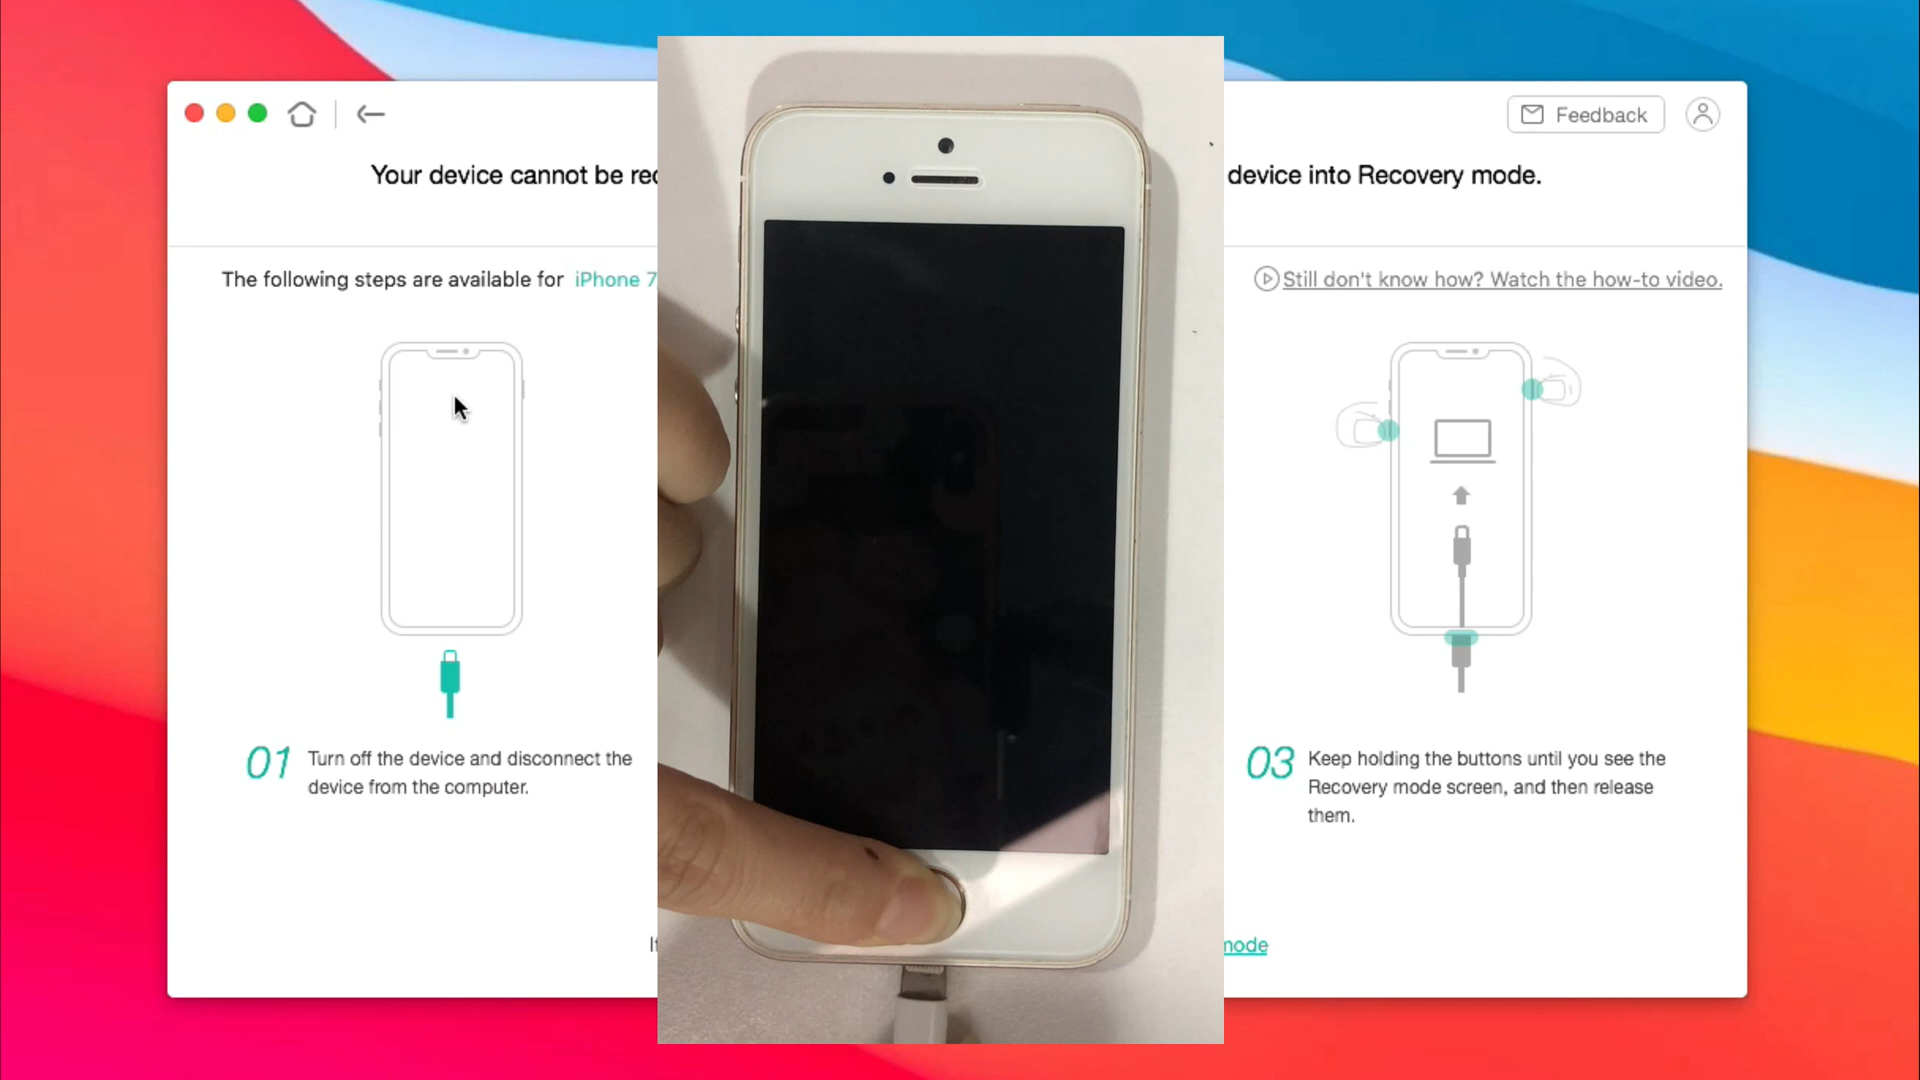 Feedback
Your device cannot be
device into Recovery mode.
The following steps are available for iPhone 7
Still don't know how? Watch the how-to video.
01 Turn off the device and disconnect the
device from the computer.
03 Keep holding the buttons until you see the
Recovery mode screen, and then release
them.